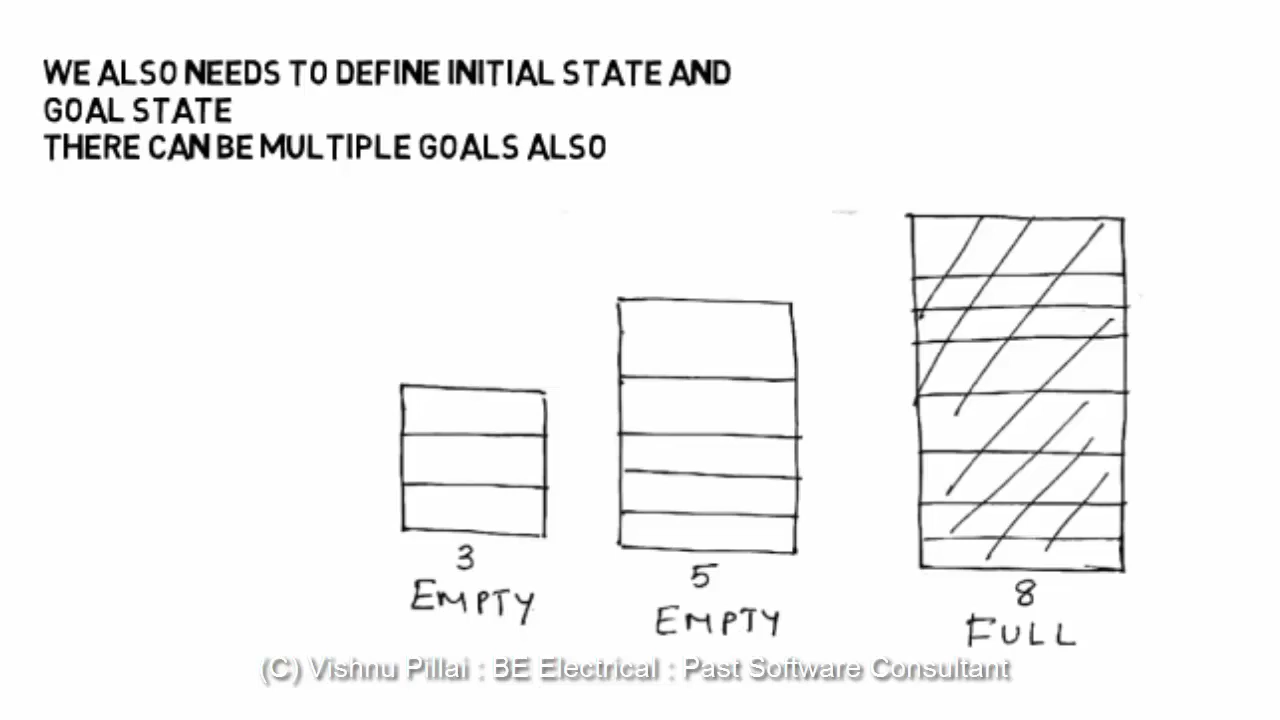 WE ALSO NEEDS TO DEFINE INITIAL STATE AND
GOAL STATE
THERE CAN BE MULTIPLE GOALS ALSO
3
EMPTY
5
EMPTY
8
FULL
(C) Vishnu Pillai : BE Electrical : Past Software Consultant